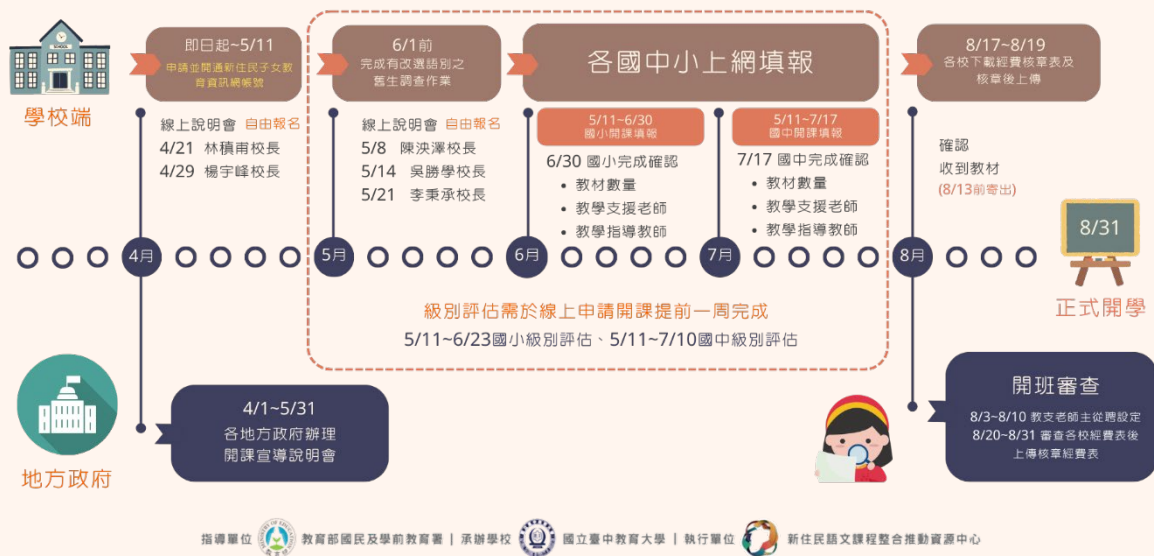 學校端
即日起~5/11
申請並開通新住民子女教
育資訊網帳號
線上說明會 自由報名
4/21 林積甫校長
4/29 楊宇峰校長
6/1前
完成有改選語別之
舊生調查作業
線上說明會 自由報名
5/8 陳泱澤校長
5/14 吳勝學校長
5/21 李秉承校長
各國中小上網填報
5/11~6/30
國小開課填報
6/30 國小完成確認
• 教材數量
• 教學支援老師
• 教學指導教師
5/11~7/17
國中開課填報
7/17 國中完成確認
• 教材數量
• 教學支援老師
• 教學指導教師
8/17~8/19
各校下載經費核章表及
核章後上傳
確認
收到教材
(8/13前寄出)
4月
5月
6月
7月
8月
8/31
正式開學
級別評估需於線上申請開課提前一周完成
5/11~6/23國小級別評估、5/11~7/10國中級別評估
地方政府
4/1~5/31
各地方政府辦理
開課宣導說明會
開班審查
8/3~8/10 教支老師主從聘設定
8/20~8/31 審查各校經費表後
上傳核章經費表
指導單位 教育部國民及學前教育署 | 承辦學校 國立臺中教育大學 | 執行單位 新住民語文課程整合推動資源中心